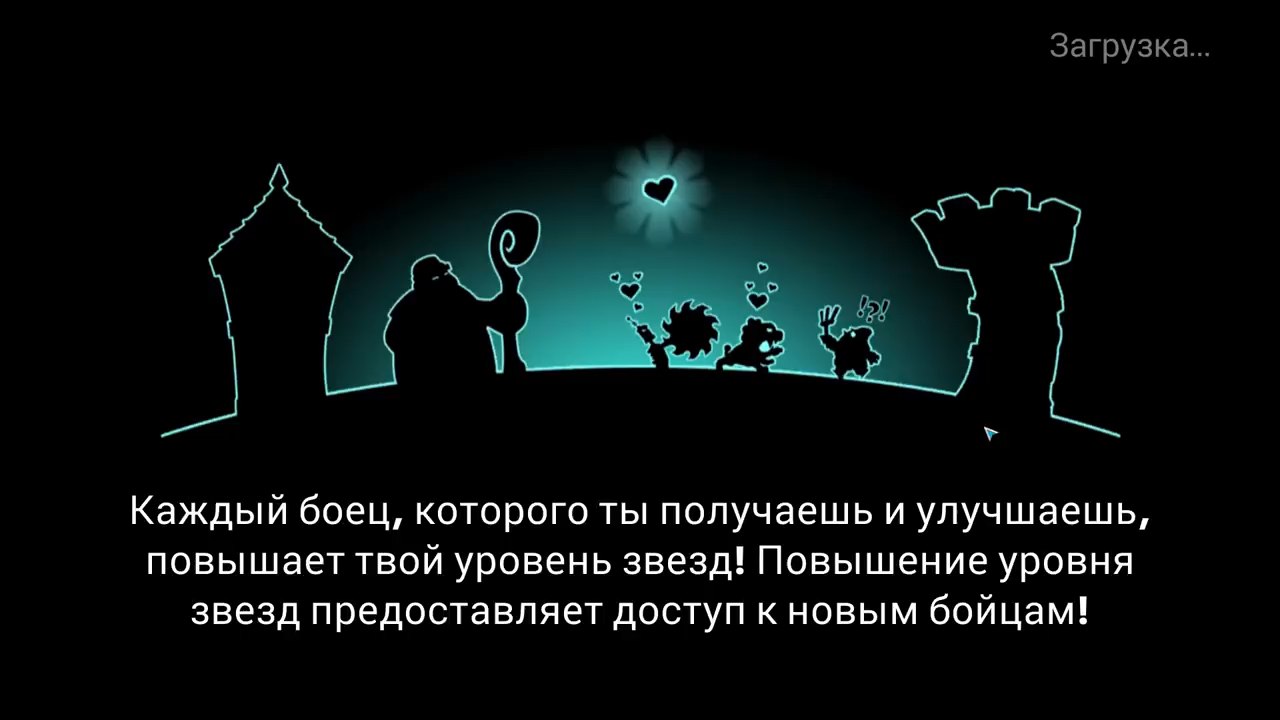 Загрузка...
!?!
Каждый боец, которого ты получаешь и улучшаешь,
повышает твой уровень звезд! Повышение уровня
звезд предоставляет доступ к новым бойцам!